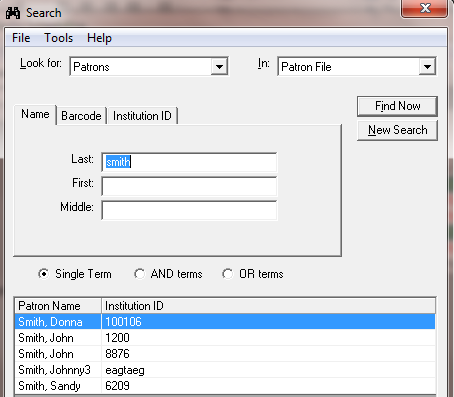 Search
File Tools Help
Look for: Patrons In: Patron File
Find Now
Name Barcode Institution ID
New Search
Last: smith
First:
Middle:
Single Term AND terms OR terms
Patron Name Institution ID
Smith, Donna 100106
Smith, John 1200
Smith, John 8876
Smith, Johnny3 eagtaeg
Smith, Sandy 6209